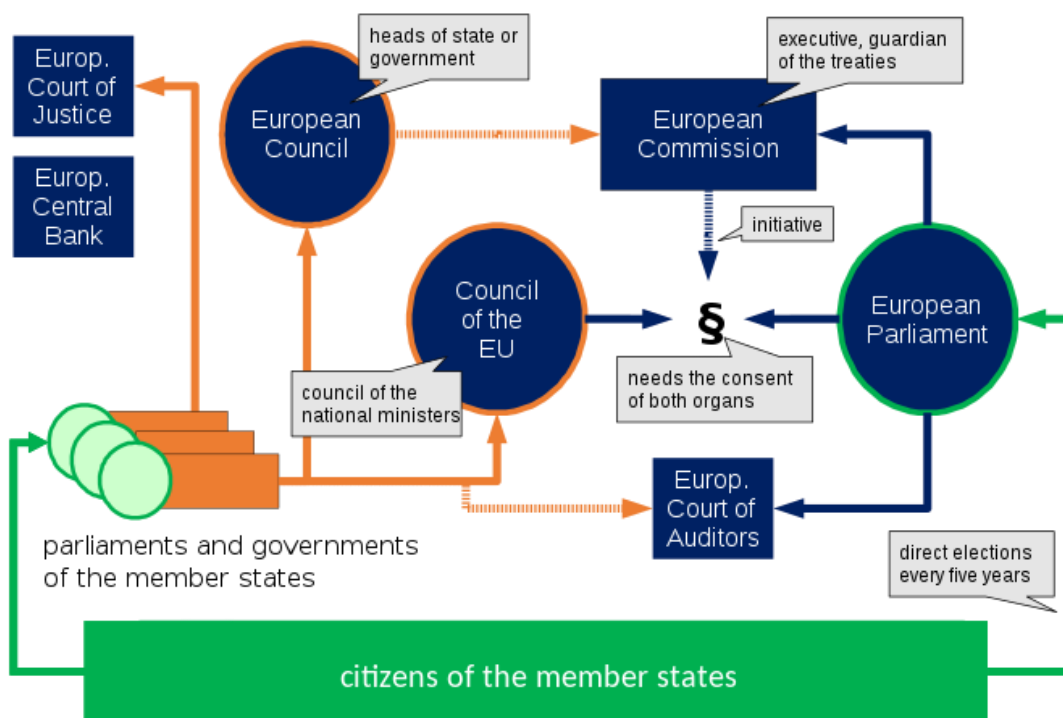 Europ.
Court of
Justice
Europ.
Central
Bank
heads of state or
government
European
Council
executive, guardian
of the treaties
European
Commission
initiative
Council
of the
EU
council of the
national ministers
§
needs the consent
of both organs
European
Parliament
Europ.
Court of
Auditors
parliaments and governments
of the member states
direct elections
every five years
citizens of the member states